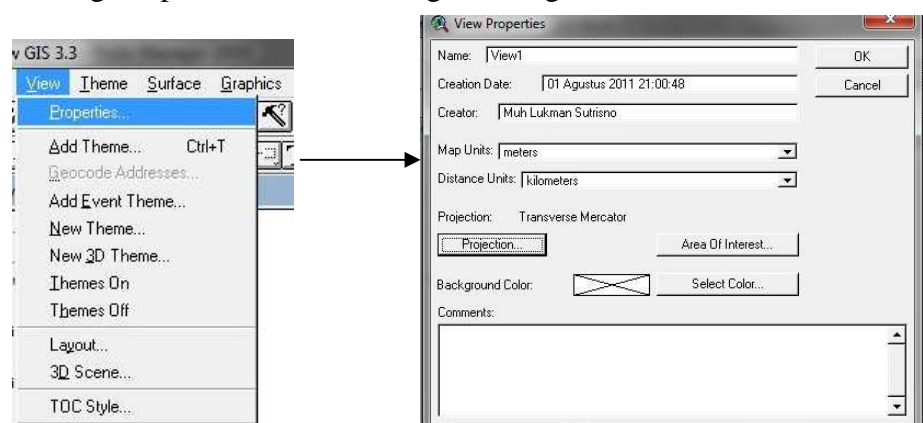 v GIS 3.3
View Theme Surface Graphics
Properties...
Add Theme... Ctrl+T
Geocode Addresses...
Add Event Theme...
New Theme...
New 3D Theme...
Themes On
Themes Off
Layout...
3D Scene...
TOC Style...
View Properties
Name: View1
OK
Creation Date: 01 Agustus 2011 21:00:48
Cancel
Creator: Muh Lukman Sutrisno
Map Units: meters
Distance Units: kilometers
Projection: Transverse Mercator
Projection... Area Of Interest...
Background Color: Select Color...
Comments: